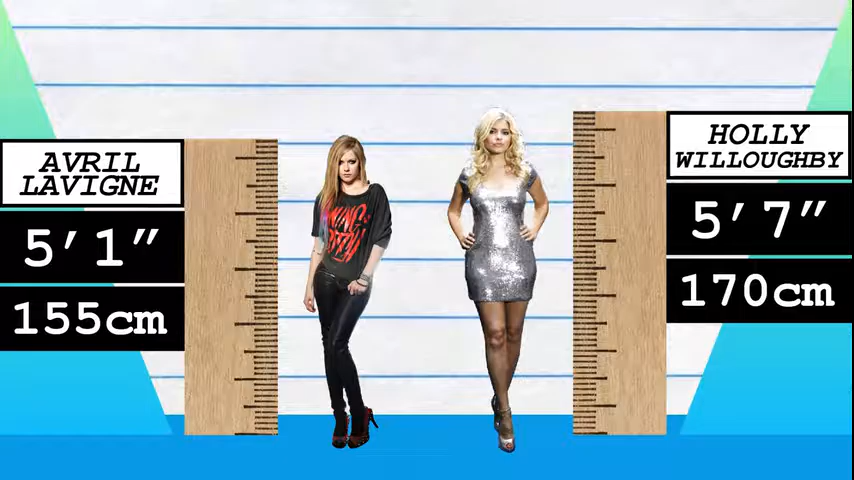 AVRIL
LAVIGNE
5'1"
155cm
HOLLY
WILLOUGHBY
5'7"
170cm